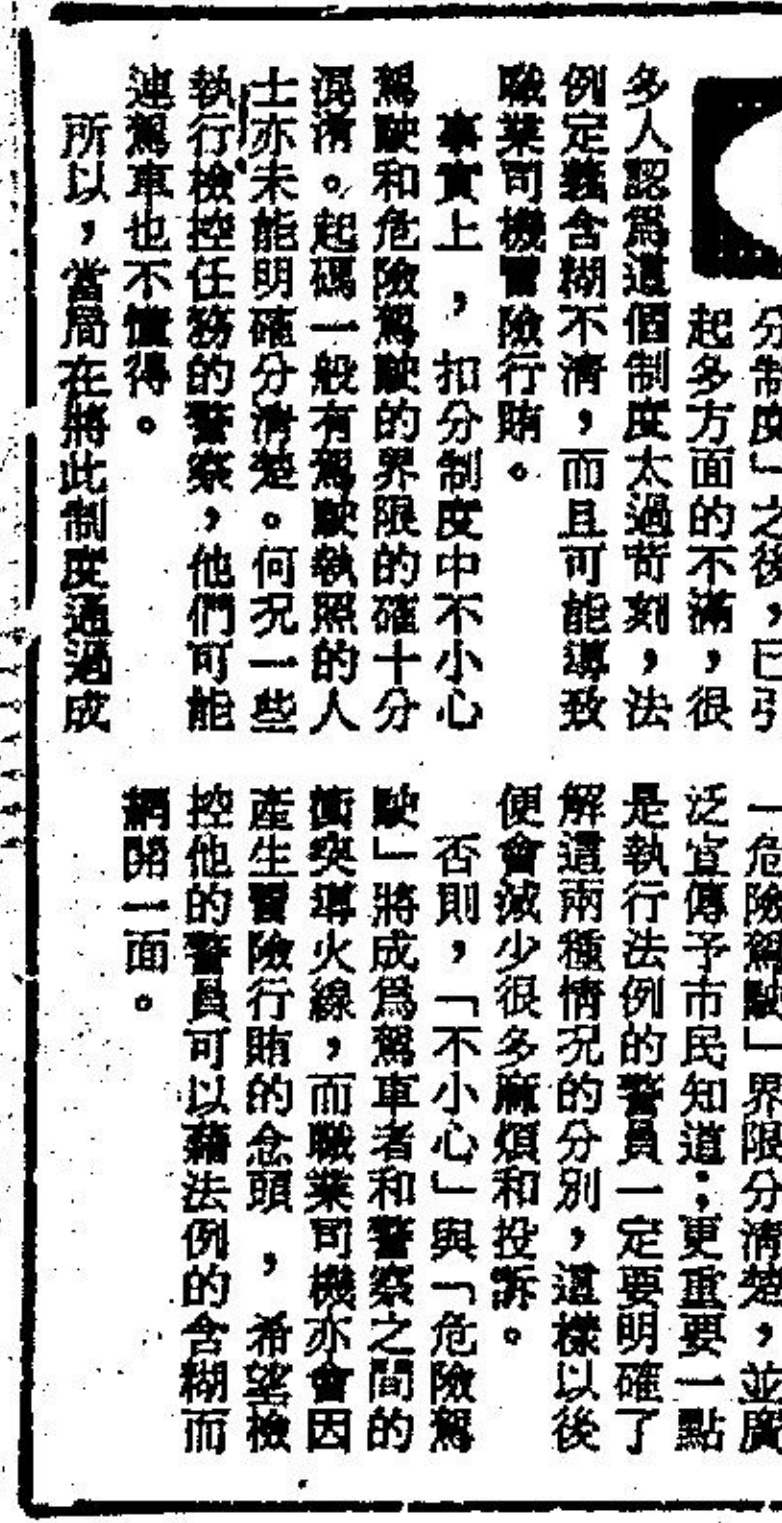 分制度」之後，已引
起多方面的不滿，很
多人認爲這個制度太過苛刻，法
例定義含糊不清，而且可能導致
職業司機冒險行賄。
事實上，扣分制度中不小心
駕駛和危險駕駛的界限的確十分
混淆。起碼一般有駕駛執照的人
士亦未能明確分清楚。何況一些
執行檢控任務的警察，他們可能
連駕車也不懂得。
所以，當局在將此制度通過成
危險駕駛」界限分清楚，並廣
泛宣傳予市民知道；更重要一點
是執行法例的警員一定要明確了
解這兩種情況的分別，這樣以後
便會減少很多麻煩和投訴。
否則，「不小心」與「危險駕
駛」將成爲駕車者和警察之間的
衝突導火線，而職業司機亦會因
產生冒險行賄的念頭，希望檢
控他的警員可以藉法例的含糊而
網開一面。